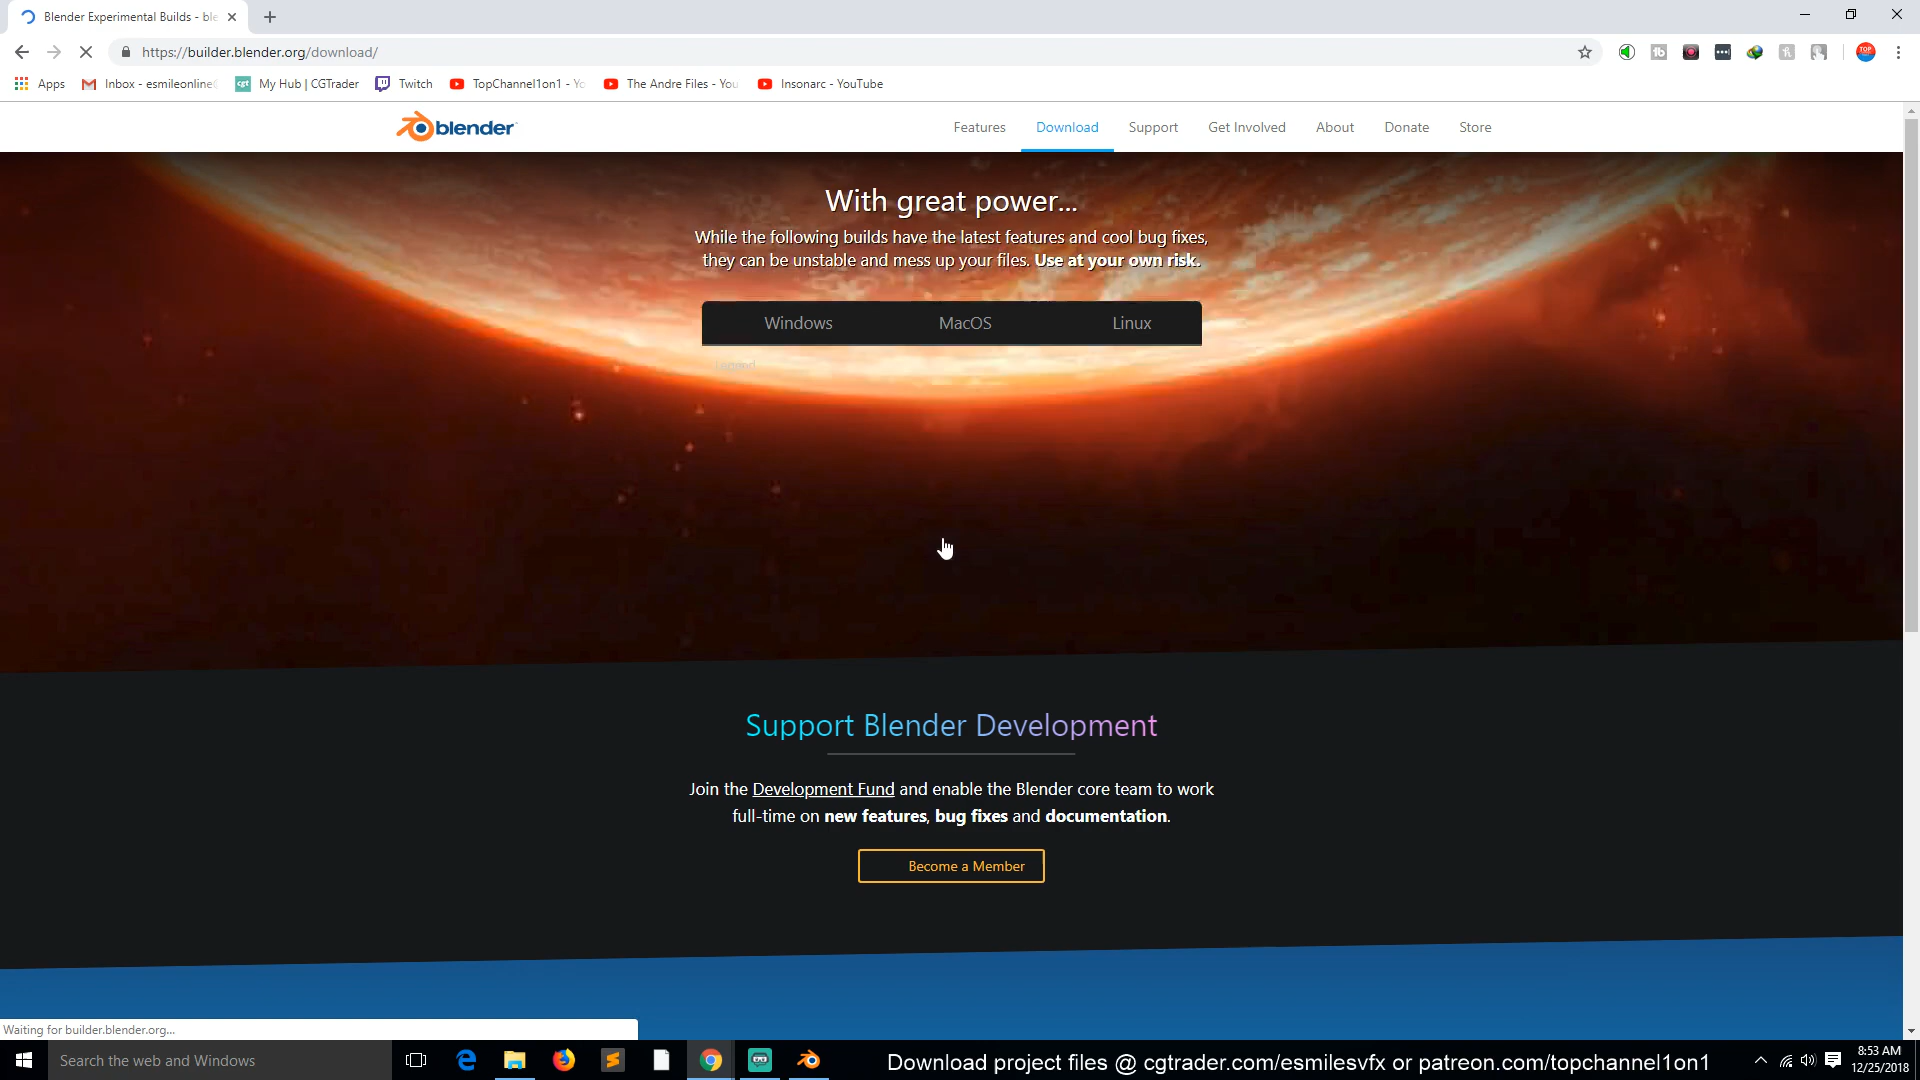 Blender Experimental Builds - ble
https://builder.blender.org/download/
Apps
Inbox - esmileonline
My Hub | CGTrader
Twitch
TopChannel1on1 - Yo
The Andre Files - You
Insonarc - YouTube
blender
Features
Download
Support
Get Involved
About
Donate
Store
With great power...
While the following builds have the latest features and cool bug fixes,
they can be unstable and mess up your files. Use at your own risk.
Windows
MacOS
Linux
Legend
Support Blender Development
Join the Development Fund and enable the Blender core team to work
full-time on new features, bug fixes and documentation.
Become a Member
Waiting for builder.blender.org...
Search the web and Windows
Download project files @ cgtrader.com/esmilesvfx or patreon.com/topchannel1on1
8:53 AM
12/25/2018